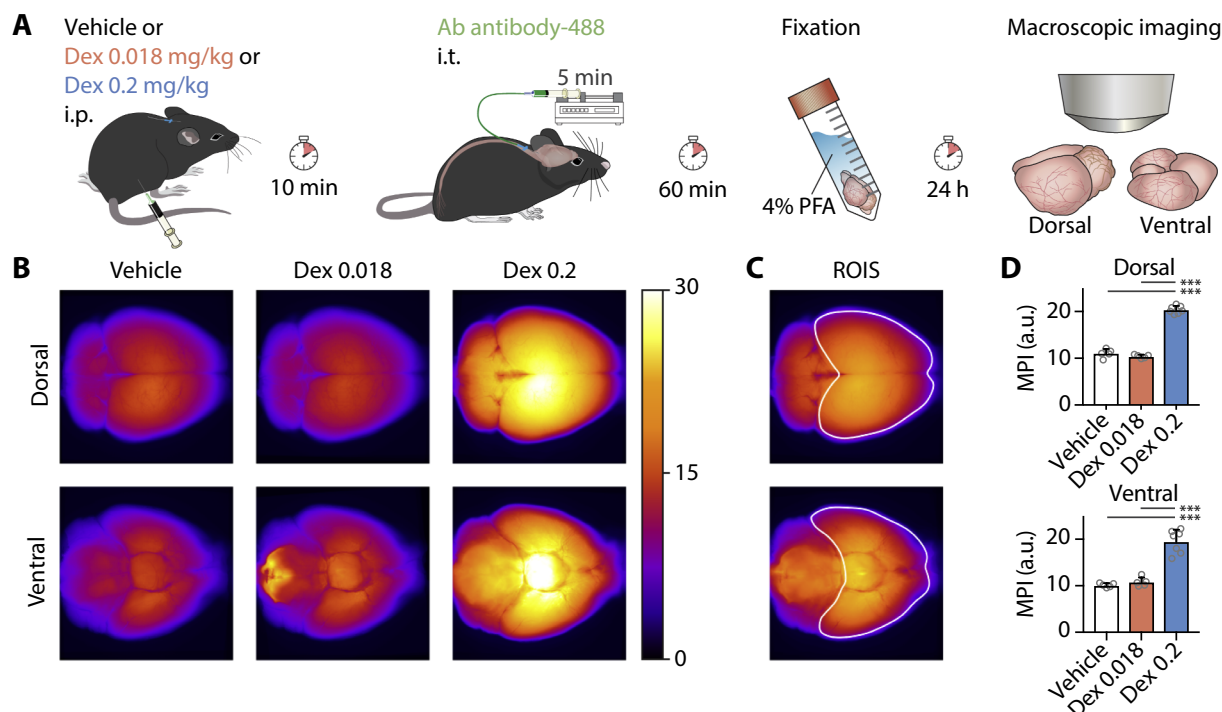 A
Vehicle or
Dex 0.018 mg/kg or
Dex 0.2 mg/kg
i.p.
10 min
Ab antibody-488
i.t.
5 min
60 min
Fixation
4% PFA
24 h
Macroscopic imaging
Dorsal
Ventral
B
Vehicle
Dex 0.018
Dex 0.2
Dorsal
Ventral
30
15
0
C
ROIS
D
Dorsal
***
***
MPI (a.u.)
20
10
0
Vehicle
Dex 0.018
Dex 0.2
Ventral
***
***
MPI (a.u.)
20
10
0
Vehicle
Dex 0.018
Dex 0.2